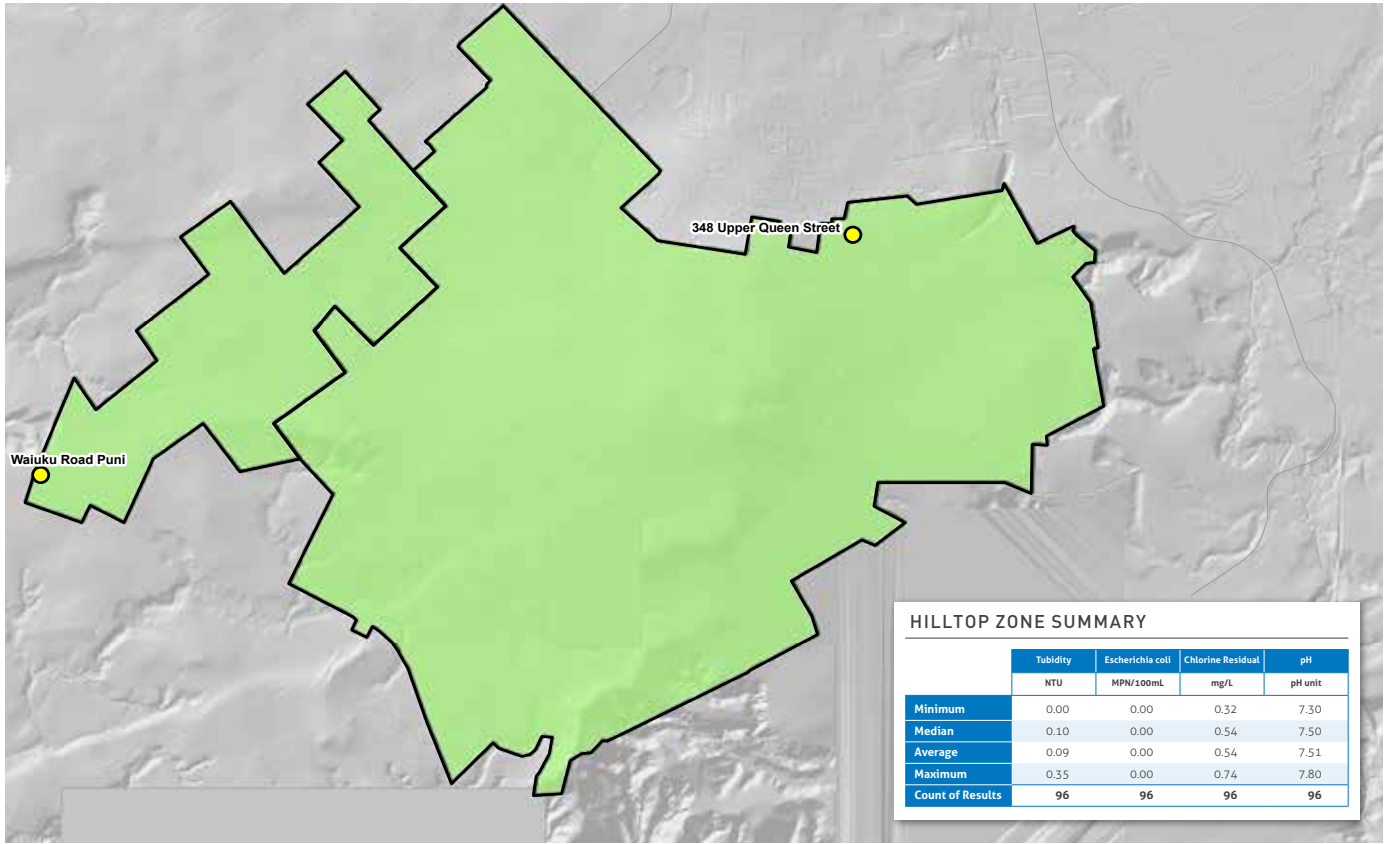 348 Upper Queen Street
Waiuku Road Puni
HILLTOP ZONE SUMMARY
Tubidity Escherichia coli Chlorine Residual pH
NTU MPN/100mL mg/L pH unit
Minimum 0.00 0.00 0.32 7.30
Median 0.10 0.00 0.54 7.50
Average 0.09 0.00 0.54 7.51
Maximum 0.35 0.00 0.74 7.80
Count of Results 96 96 96 96